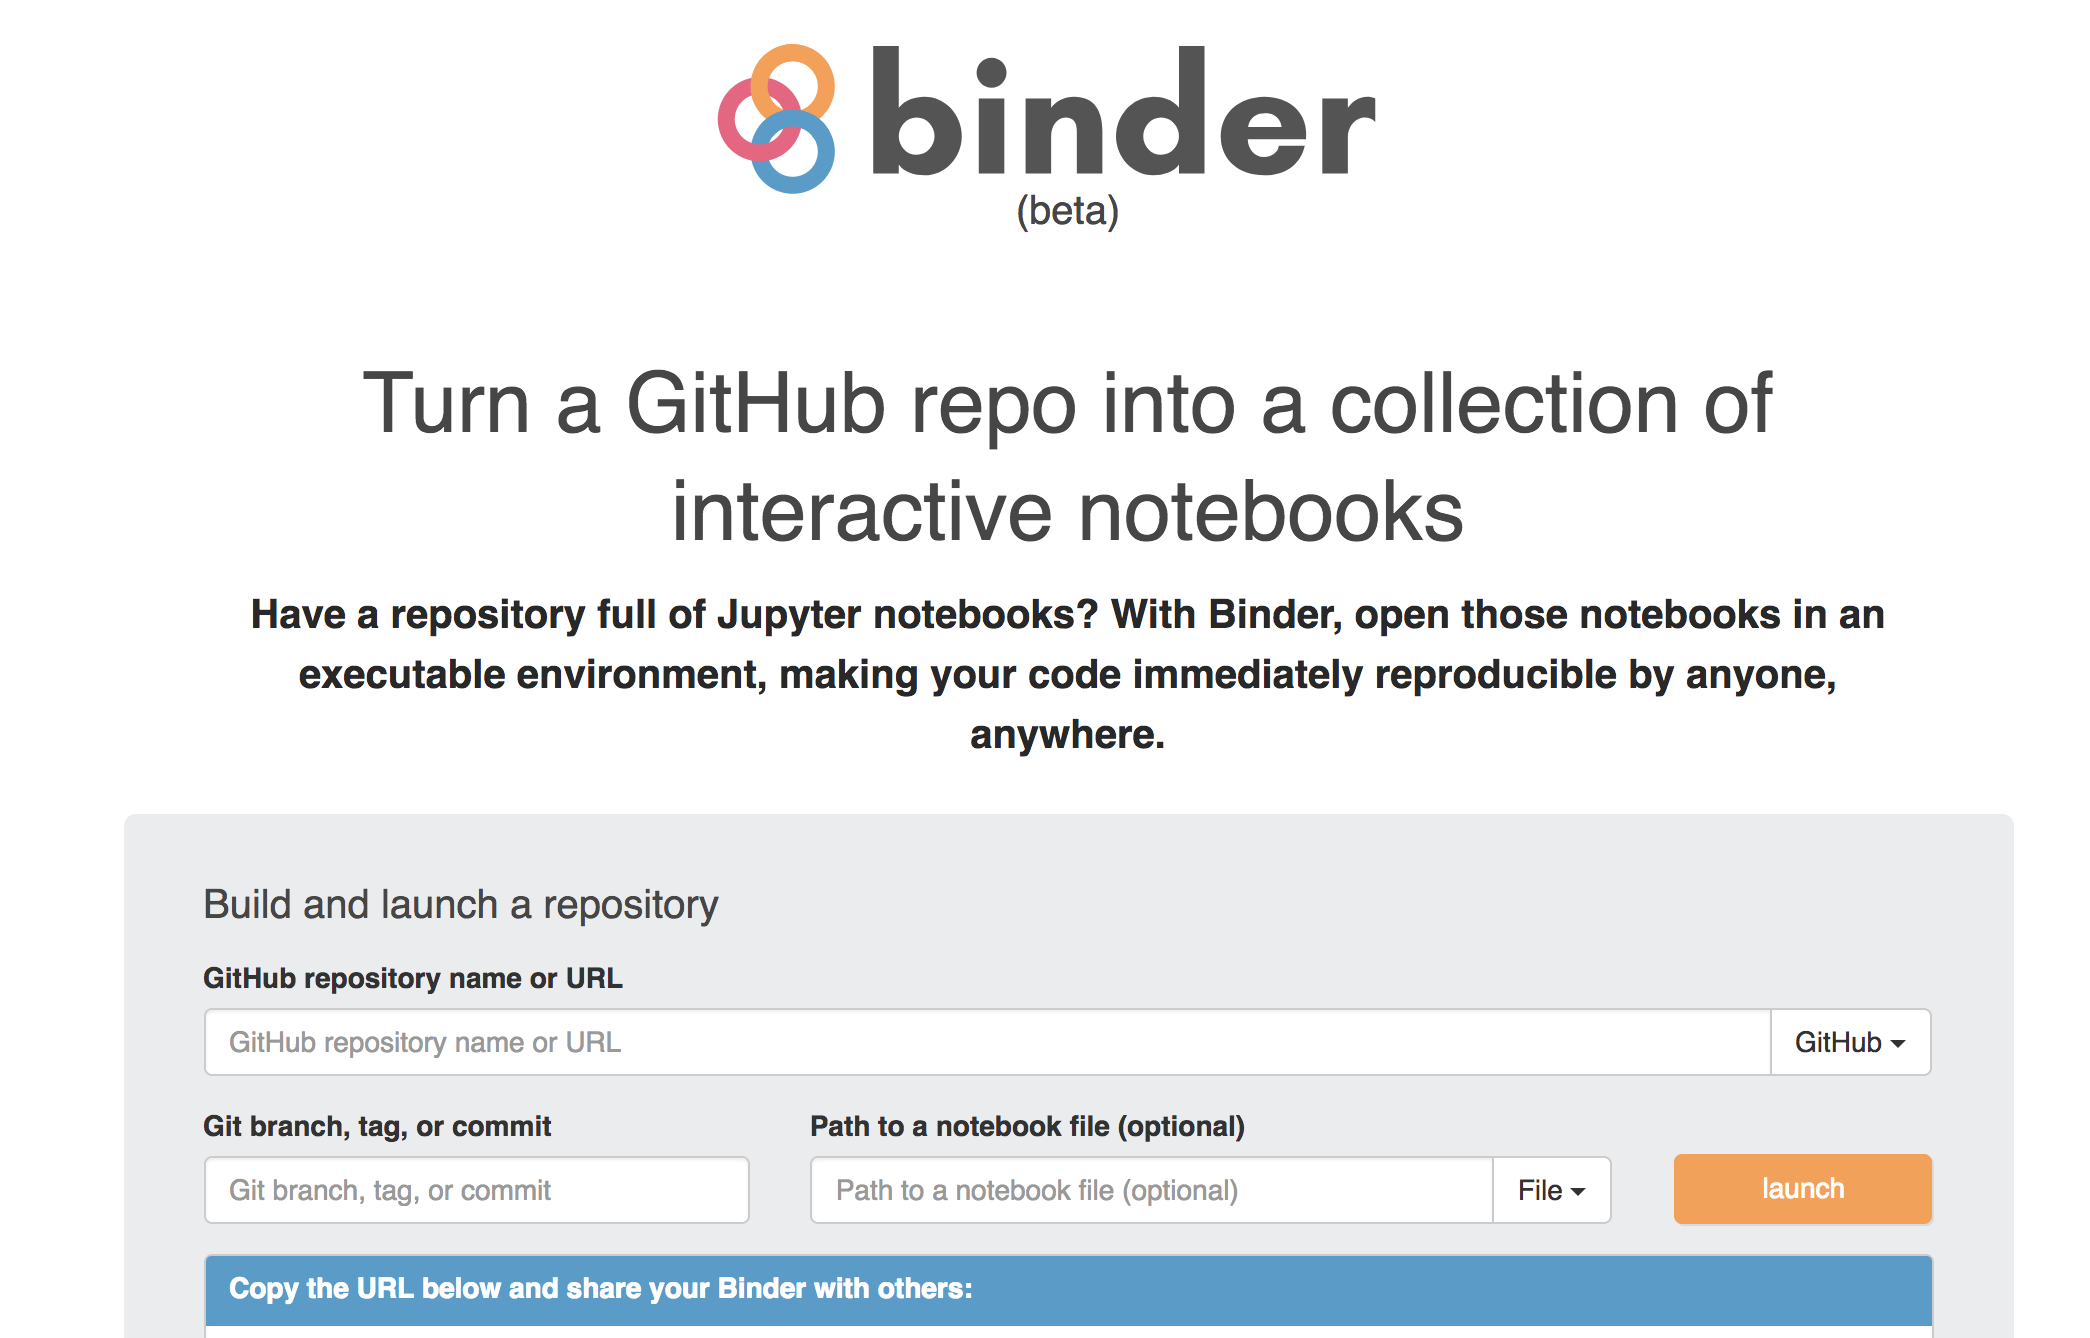 binder
(beta)
Turn a GitHub repo into a collection of
interactive notebooks
Have a repository full of Jupyter notebooks? With Binder, open those notebooks in an
executable environment, making your code immediately reproducible by anyone,
anywhere.
Build and launch a repository
GitHub repository name or URL
GitHub repository name or URL GitHub
Git branch, tag, or commit Path to a notebook file (optional)
Git branch, tag, or commit Path to a notebook file (optional) File launch
Copy the URL below and share your Binder with others: